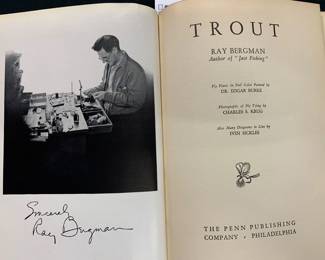 Sincerely
Ray Bergman
TROUT
RAY BERGMAN
Author of "Just Fishing"
Fly Plates in Full Color Painted by
DR. EDGAR BURKE
Photographs of Fly Tying by
CHARLES S. KROG
Also Many Diagrams in Line by
IVIN SICKLES
THE PENN PUBLISHING
COMPANY · PHILADELPHIA